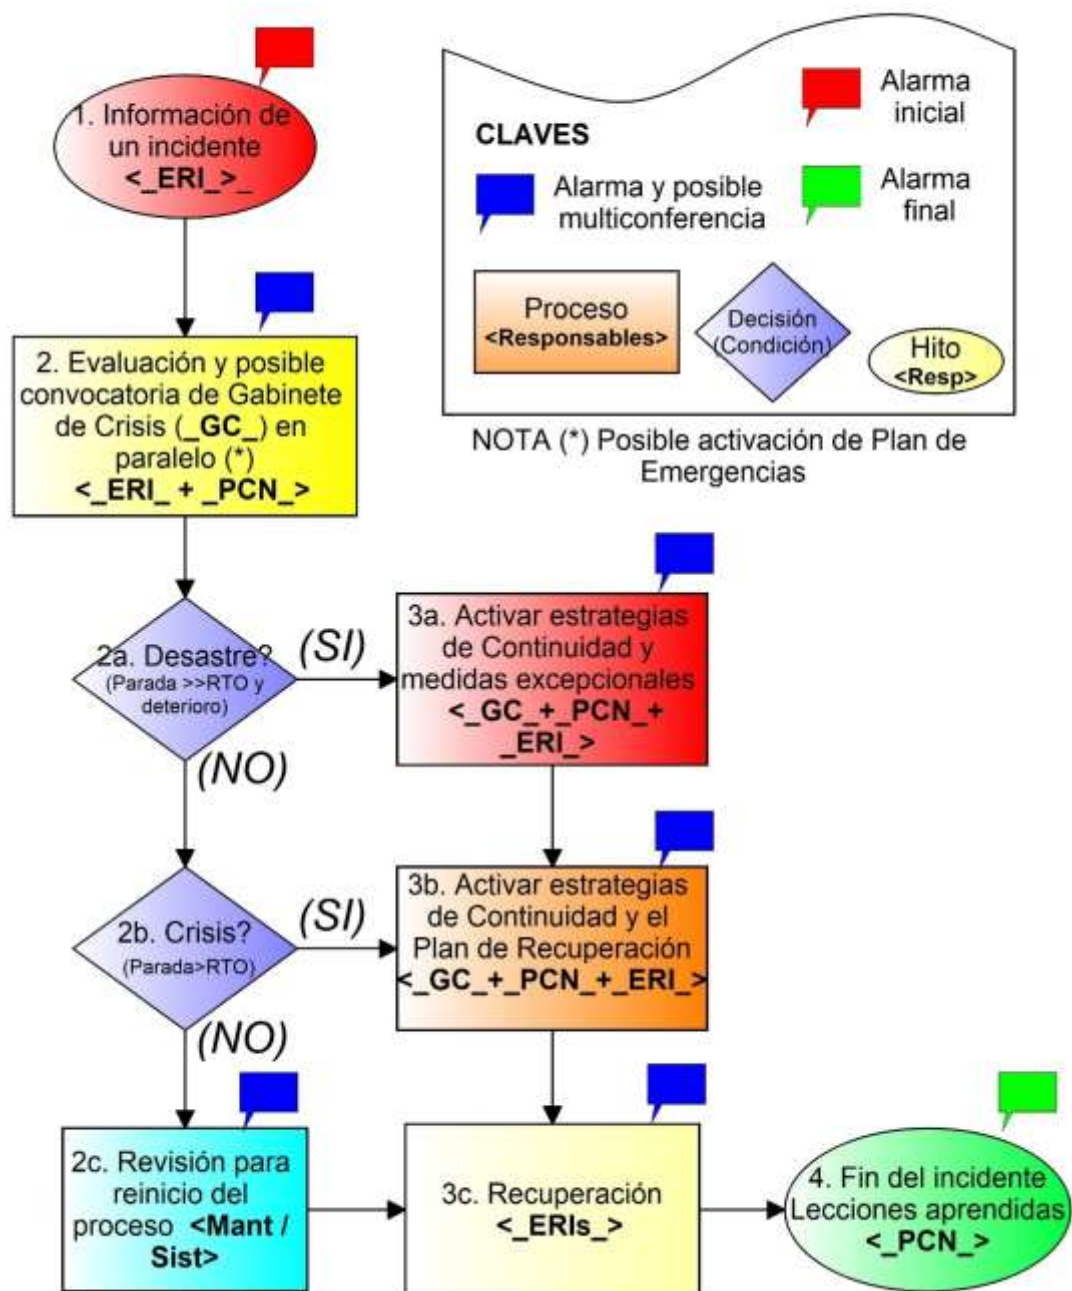 1. Información de
un incidente
<_ERI_>_
CLAVES
Alarma
inicial
Alarma y posible
multiconferencia
Alarma
final
Proceso
<Responsables>
Decisión
(Condición)
Hito
<Resp>
NOTA (*) Posible activación de Plan de
Emergencias
2. Evaluación y posible
convocatoria de Gabinete
de Crisis (_GC_) en
paralelo (*)
<_ERI_ + _PCN_>
2a. Desastre?
(Parada >>RTO y
deterioro)
(SI)
(NO)
3a. Activar estrategias
de Continuidad y
medidas excepcionales
<_GC_+_PCN_+
_ERI_>
2b. Crisis?
(Parada>RTO)
(SI)
(NO)
3b. Activar estrategias
de Continuidad y el
Plan de Recuperación
<_GC_+_PCN_+_ERI_>
2c. Revisión para
reinicio del
proceso <Mant /
Sist>
3c. Recuperación
<_ERIs_>
4. Fin del incidente
Lecciones aprendidas
<_PCN_>